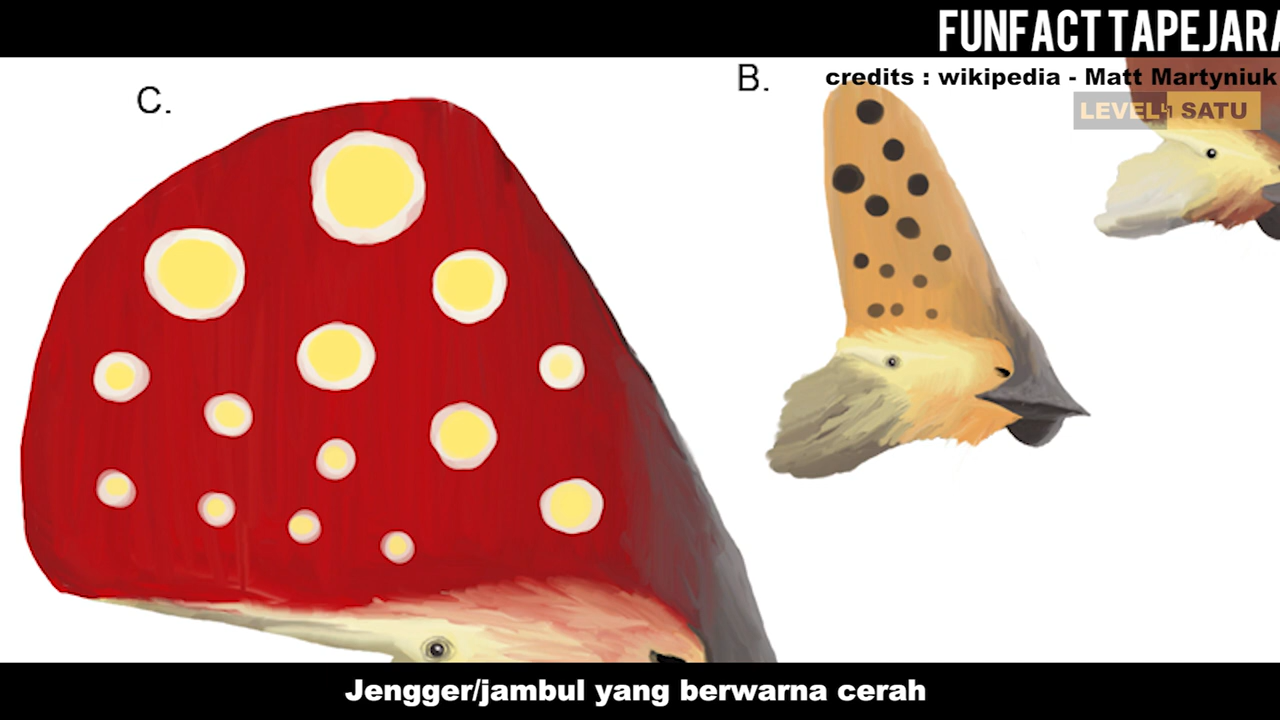 FUNFACT TAPEJARA
C.
B.
credits : wikipedia - Matt Martyniuk
LEVEL SATU
Jengger/jambul yang berwarna cerah